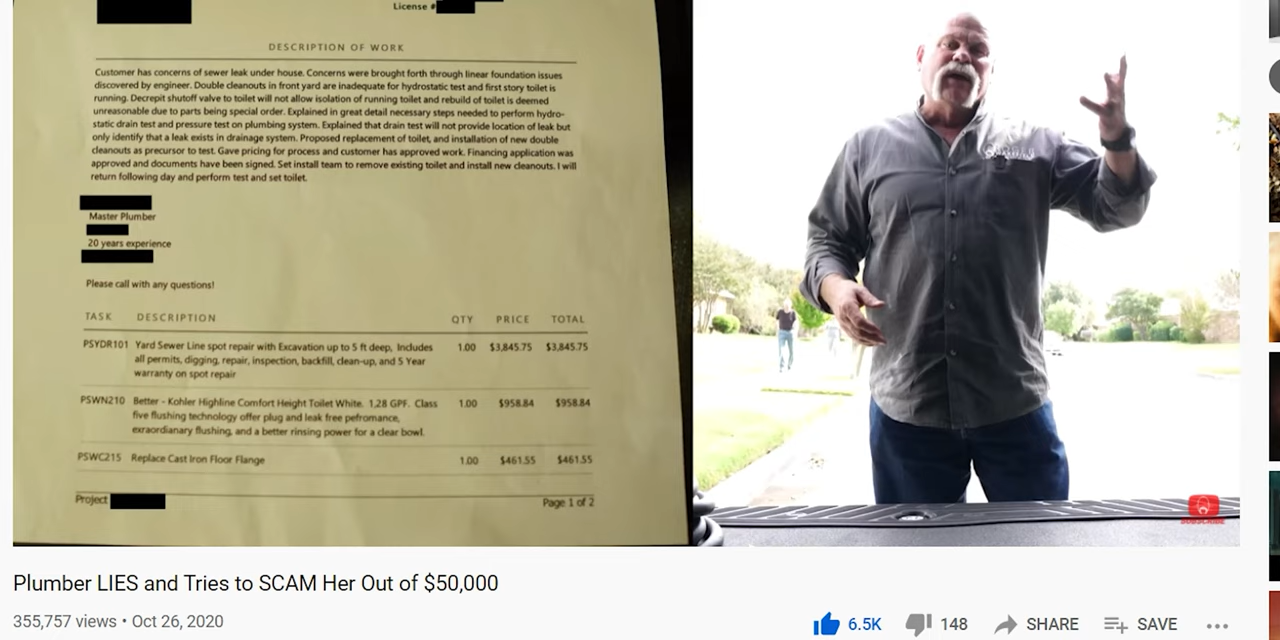 License #
DESCRIPTION OF WORK
Customer has concerns of sewer leak under house. Concerns were brought forth through linear foundation issues
discovered by engineer. Double cleanouts in front yard are inadequate for hydrostatic test and first story toilet is
running. Decrepit shutoff valve to toilet will not allow isolation of running toilet and rebuild of toilet is deemed
unreasonable due to parts being special order. Explained in great detail necessary steps needed to perform hydro-
static drain test and pressure test on plumbing system. Explained that drain test will not provide location of leak but
only identify that a leak exists in drainage system. Proposed replacement of toilet, and installation of new double
cleanouts as precursor to test. Gave pricing for process and customer has approved work. Financing application was
approved and documents have been signed. Set install team to remove existing toilet and install new cleanouts. I will
return following day and perform test and set toilet.
Master Plumber
20 years experience
Please call with any questions!
TASK DESCRIPTION QTY PRICE TOTAL
PSYDR101 Yard Sewer Line spot repair with Excavation up to 5 ft deep, Includes 1.00 $3,845.75 $3,845.75
all permits, digging, repair, inspection, backfill, clean-up, and 5 Year
warranty on spot repair
PSWN210 Better - Kohler Highline Comfort Height Toilet White. 1.28 GPF. Class 1.00 $958.84 $958.84
five flushing technology offer plug and leak free pefromance,
exraordianary flushing, and a better rinsing power for a clear bowl.
PSWC215 Replace Cast Iron Floor Flange 1.00 $461.55 $461.55
Project Page 1 of 2
SUBSCRIBE
Plumber LIES and Tries to SCAM Her Out of $50,000
355,757 views • Oct 26, 2020 6.5K 148 SHARE SAVE